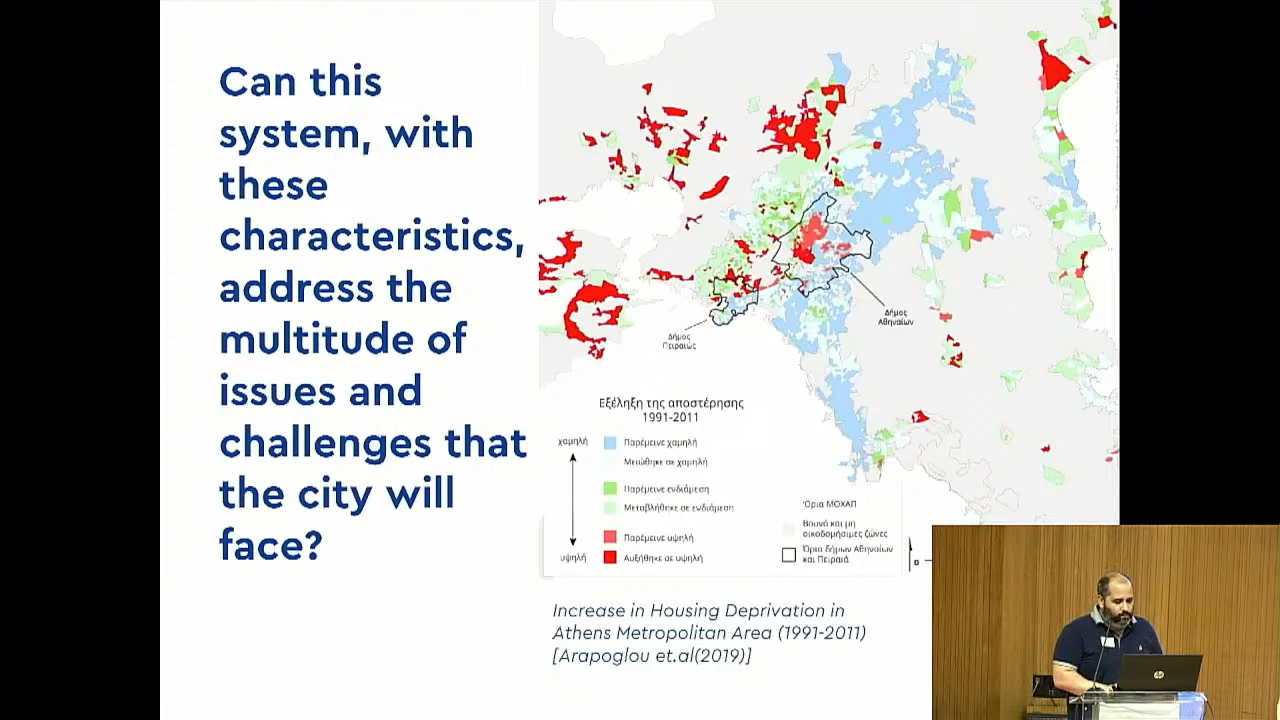 Can this
system, with
these
characteristics,
address the
multitude of
issues and
challenges that
the city will
face?
Δήμος
Αθηναίων
Δήμος
Πειραιώς
Εξέλιξη της αποστέρησης
1991-2011
χαμηλή
Παρέμεινε χαμηλή
Μειώθηκε σε χαμηλή
Παρέμεινε ενδιάμεση
Μεταβλήθηκε σε ενδιάμεση
Παρέμεινε υψηλή
υψηλή
Αυξήθηκε σε υψηλή
Όρια ΜΟΧΑΠ
Βουνά και μη
οικοδομήσιμες ζώνες
Όρια δήμων Αθηναίων
και Πειραιά
Increase in Housing Deprivation in
Athens Metropolitan Area (1991-2011)
[Arapoglou et.al(2019)]
hp